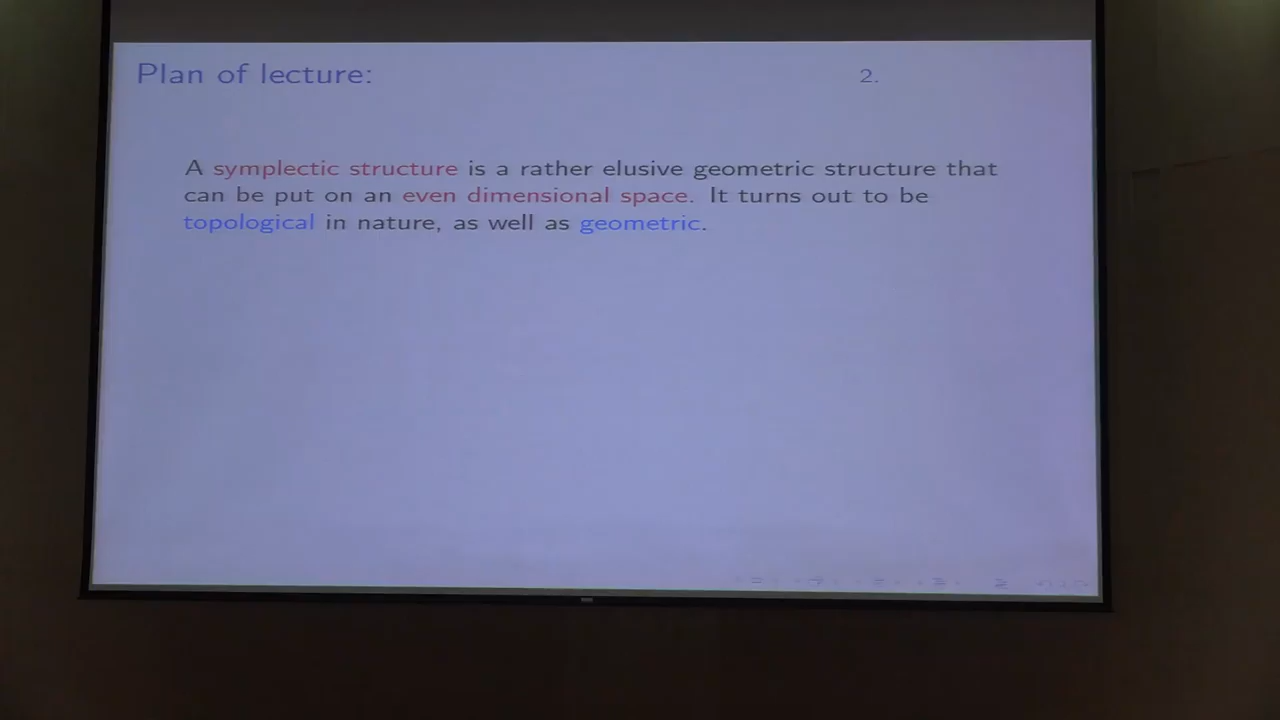 Plan of lecture: 2.
A symplectic structure is a rather elusive geometric structure that
can be put on an even dimensional space. It turns out to be
topological in nature, as well as geometric.